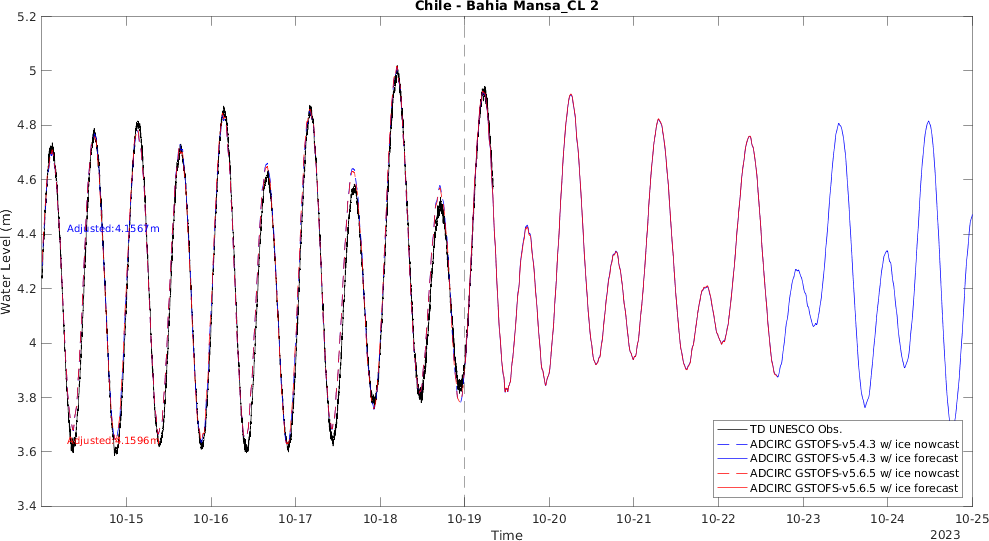 Chile - Bahia Mansa_CL 2
5.2
5
4.8
4.6
4.4
4.2
4
3.8
3.6
3.4
Water Level (m)
Adjusted:4.1567m
Adjusted:4.1596m
TD UNESCO Obs.
ADCIRC GSTOFS-v5.4.3 w/ ice nowcast
ADCIRC GSTOFS-v5.4.3 w/ ice forecast
ADCIRC GSTOFS-v5.6.5 w/ ice nowcast
ADCIRC GSTOFS-v5.6.5 w/ ice forecast
10-15 10-16 10-17 10-18 10-19 10-20 10-21 10-22 10-23 10-24 10-25
Time
2023